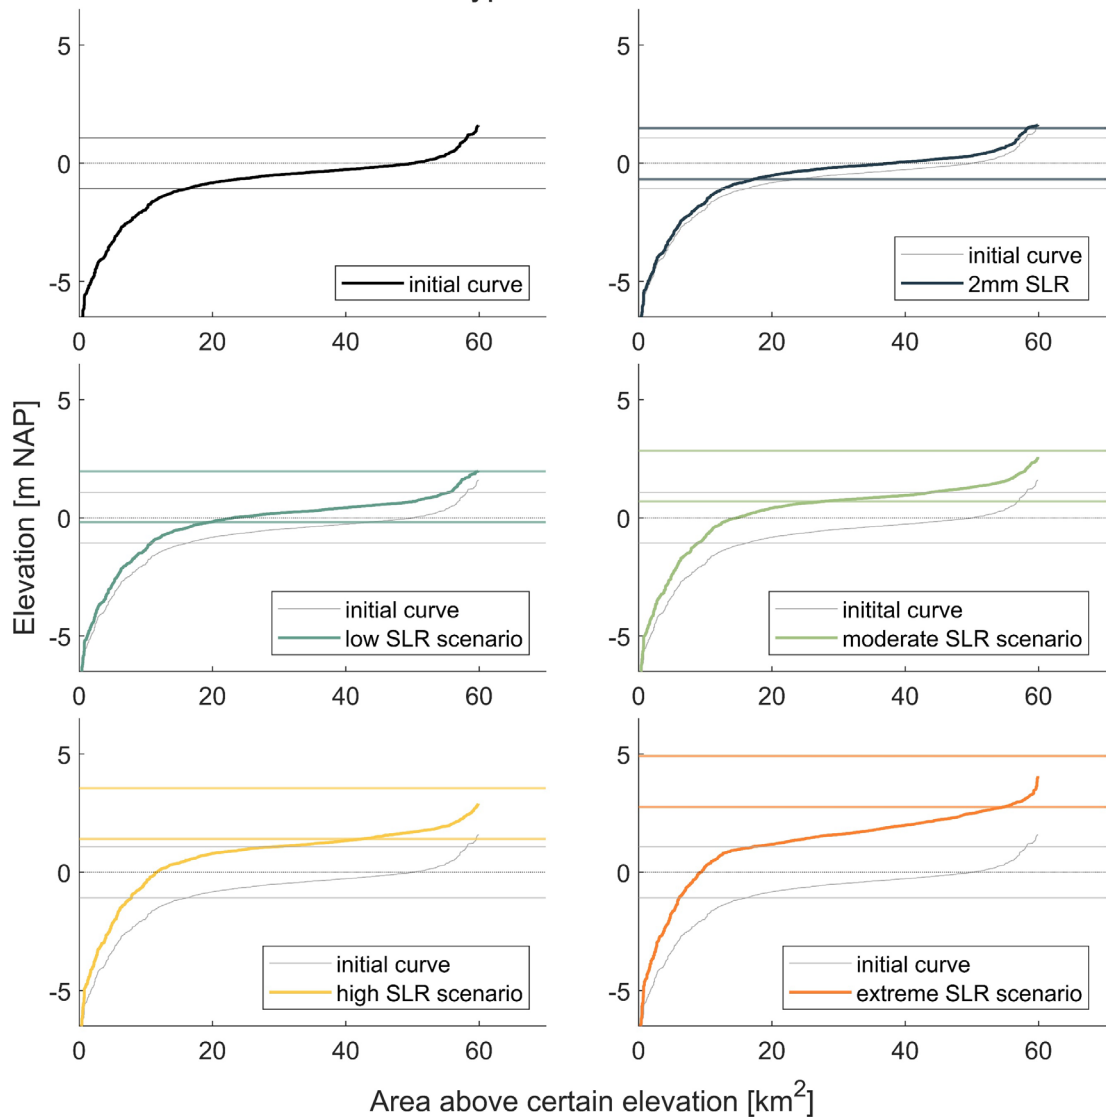 5
0
-5
0 20 40 60
initial curve
5
0
-5
0 20 40 60
initial curve
2mm SLR
Elevation [m NAP]
5
0
-5
0 20 40 60
initial curve
low SLR scenario
5
0
-5
0 20 40 60
initital curve
moderate SLR scenario
5
0
-5
0 20 40 60
initial curve
high SLR scenario
5
0
-5
0 20 40 60
initial curve
extreme SLR scenario
Area above certain elevation [km²]